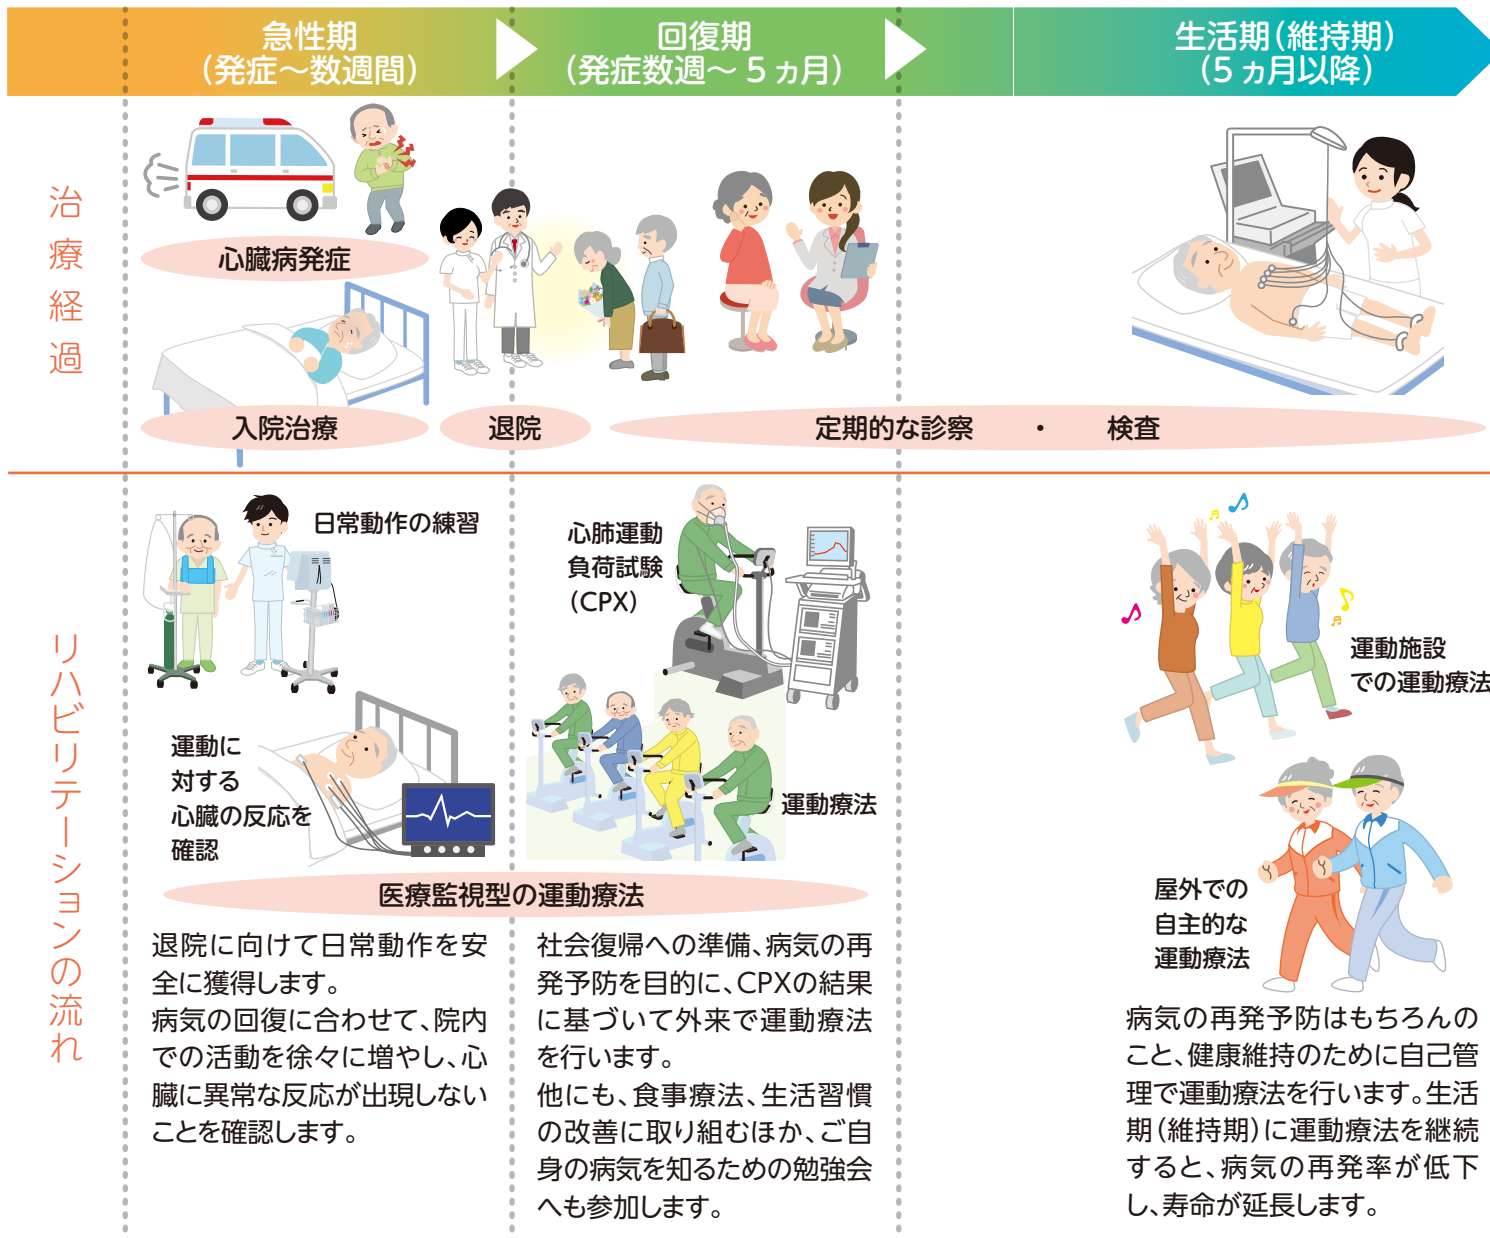 急性期
(発症～数週間)
回復期
(発症数週～5ヵ月)
生活期(維持期)
(5ヵ月以降)
治療経過
心臓病発症
入院治療
退院
定期的な診察・検査
リハビリテーションの流れ
日常動作の練習
運動に
対する
心臓の反応を
確認
心肺運動
負荷試験
(CPX)
運動療法
医療監視型の運動療法
運動施設
での運動療法
屋外での
自主的な
運動療法
退院に向けて日常動作を安
全に獲得します。
病気の回復に合わせて、院内
での活動を徐々に増やし、心
臓に異常な反応が出現しない
ことを確認します。
社会復帰への準備、病気の再
発予防を目的に、CPXの結果
に基づいて外来で運動療法
を行います。
他にも、食事療法、生活習慣
の改善に取り組むほか、ご自
身の病気を知るための勉強会
へも参加します。
病気の再発予防はもちろんの
こと、健康維持のために自己管
理で運動療法を行います。生活
期(維持期)に運動療法を継続
すると、病気の再発率が低下
し、寿命が延長します。